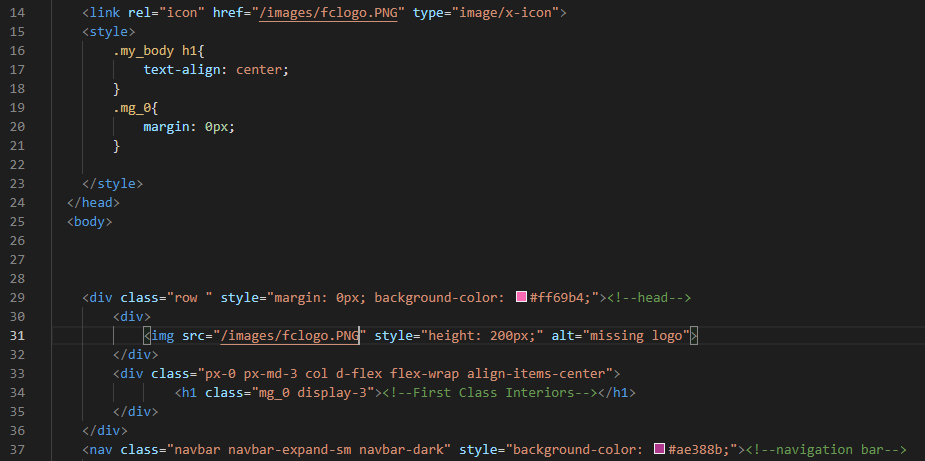 14 <link rel="icon" href="/images/fclogo.PNG" type="image/x-icon">
15 <style>
16 .my_body h1{
17 text-align: center;
18 }
19 .mg_0{
20 margin: 0px;
21 }
22
23 </style>
24 </head>
25 <body>
26
27
28
29 <div class="row " style="margin: 0px; background-color: #ff69b4;"><!--head-->
30 <div>
31 <img src="/images/fclogo.PNG" style="height: 200px;" alt="missing logo">
32 </div>
33 <div class="px-0 px-md-3 col d-flex flex-wrap align-items-center">
34 <h1 class="mg_0 display-3"><!--First Class Interiors--></h1>
35 </div>
36 </div>
37 <nav class="navbar navbar-expand-sm navbar-dark" style="background-color: #ae388b;"><!--navigation bar-->